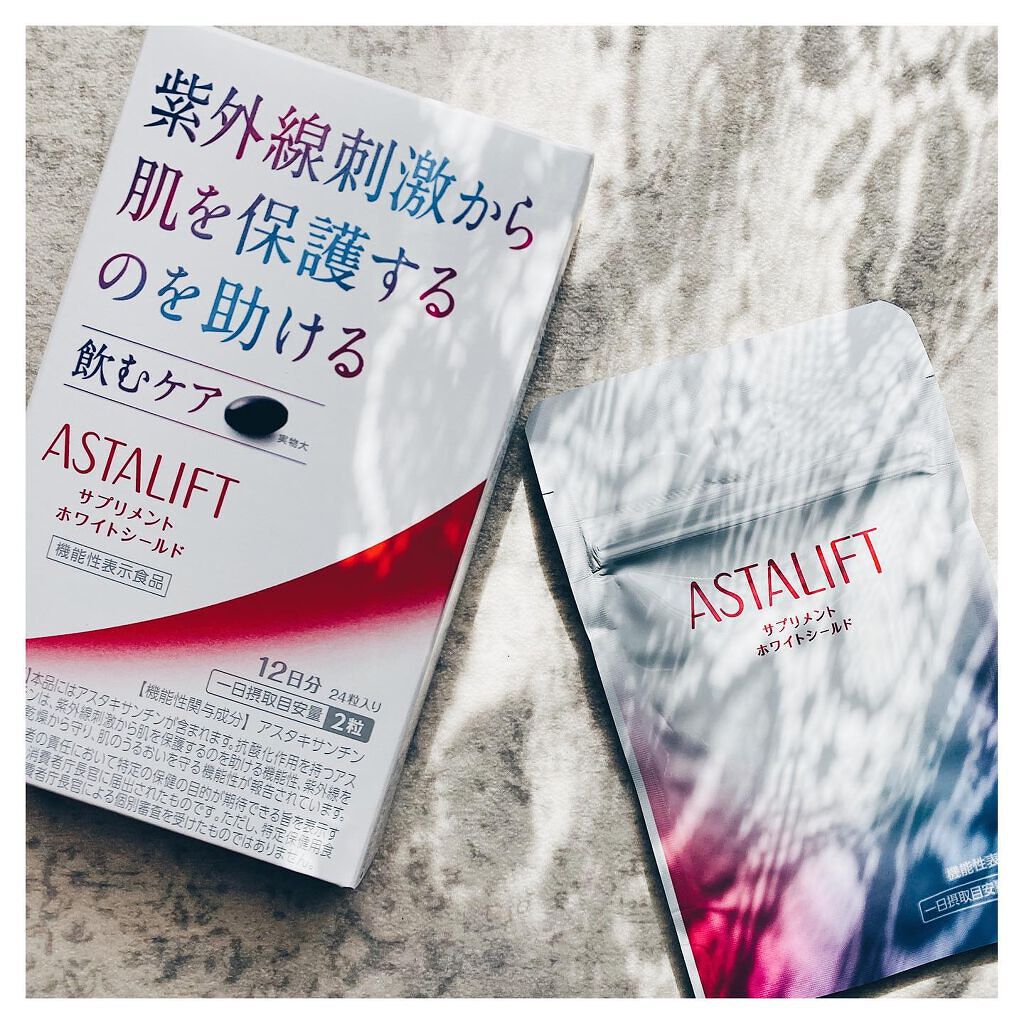 紫外線刺激から
肌を保護する
のを助ける
飲むケア
実物大
ASTALIFT
サプリメント
ホワイトシールド
機能性表示食品
12日分 24粒入り
一日摂取目安量 2粒
【機能性関与成分】 アスタキサンチン
】本品にはアスタキサンチンが含まれます。抗酸化作用を持つアス
ンは、紫外線刺激から肌を保護するのを助ける機能性、紫外線を
乾燥から守り、肌のうるおいを守る機能性が報告されています。
者の責任において特定の保健の目的が期待できる旨を表示す
消費者庁長官に届出されたものです。ただし、特定保健用食
費者庁長官による個別審査を受けたものではありません。
ASTALIFT
サプリメント
ホワイトシールド
機能性表
一日摂取目安